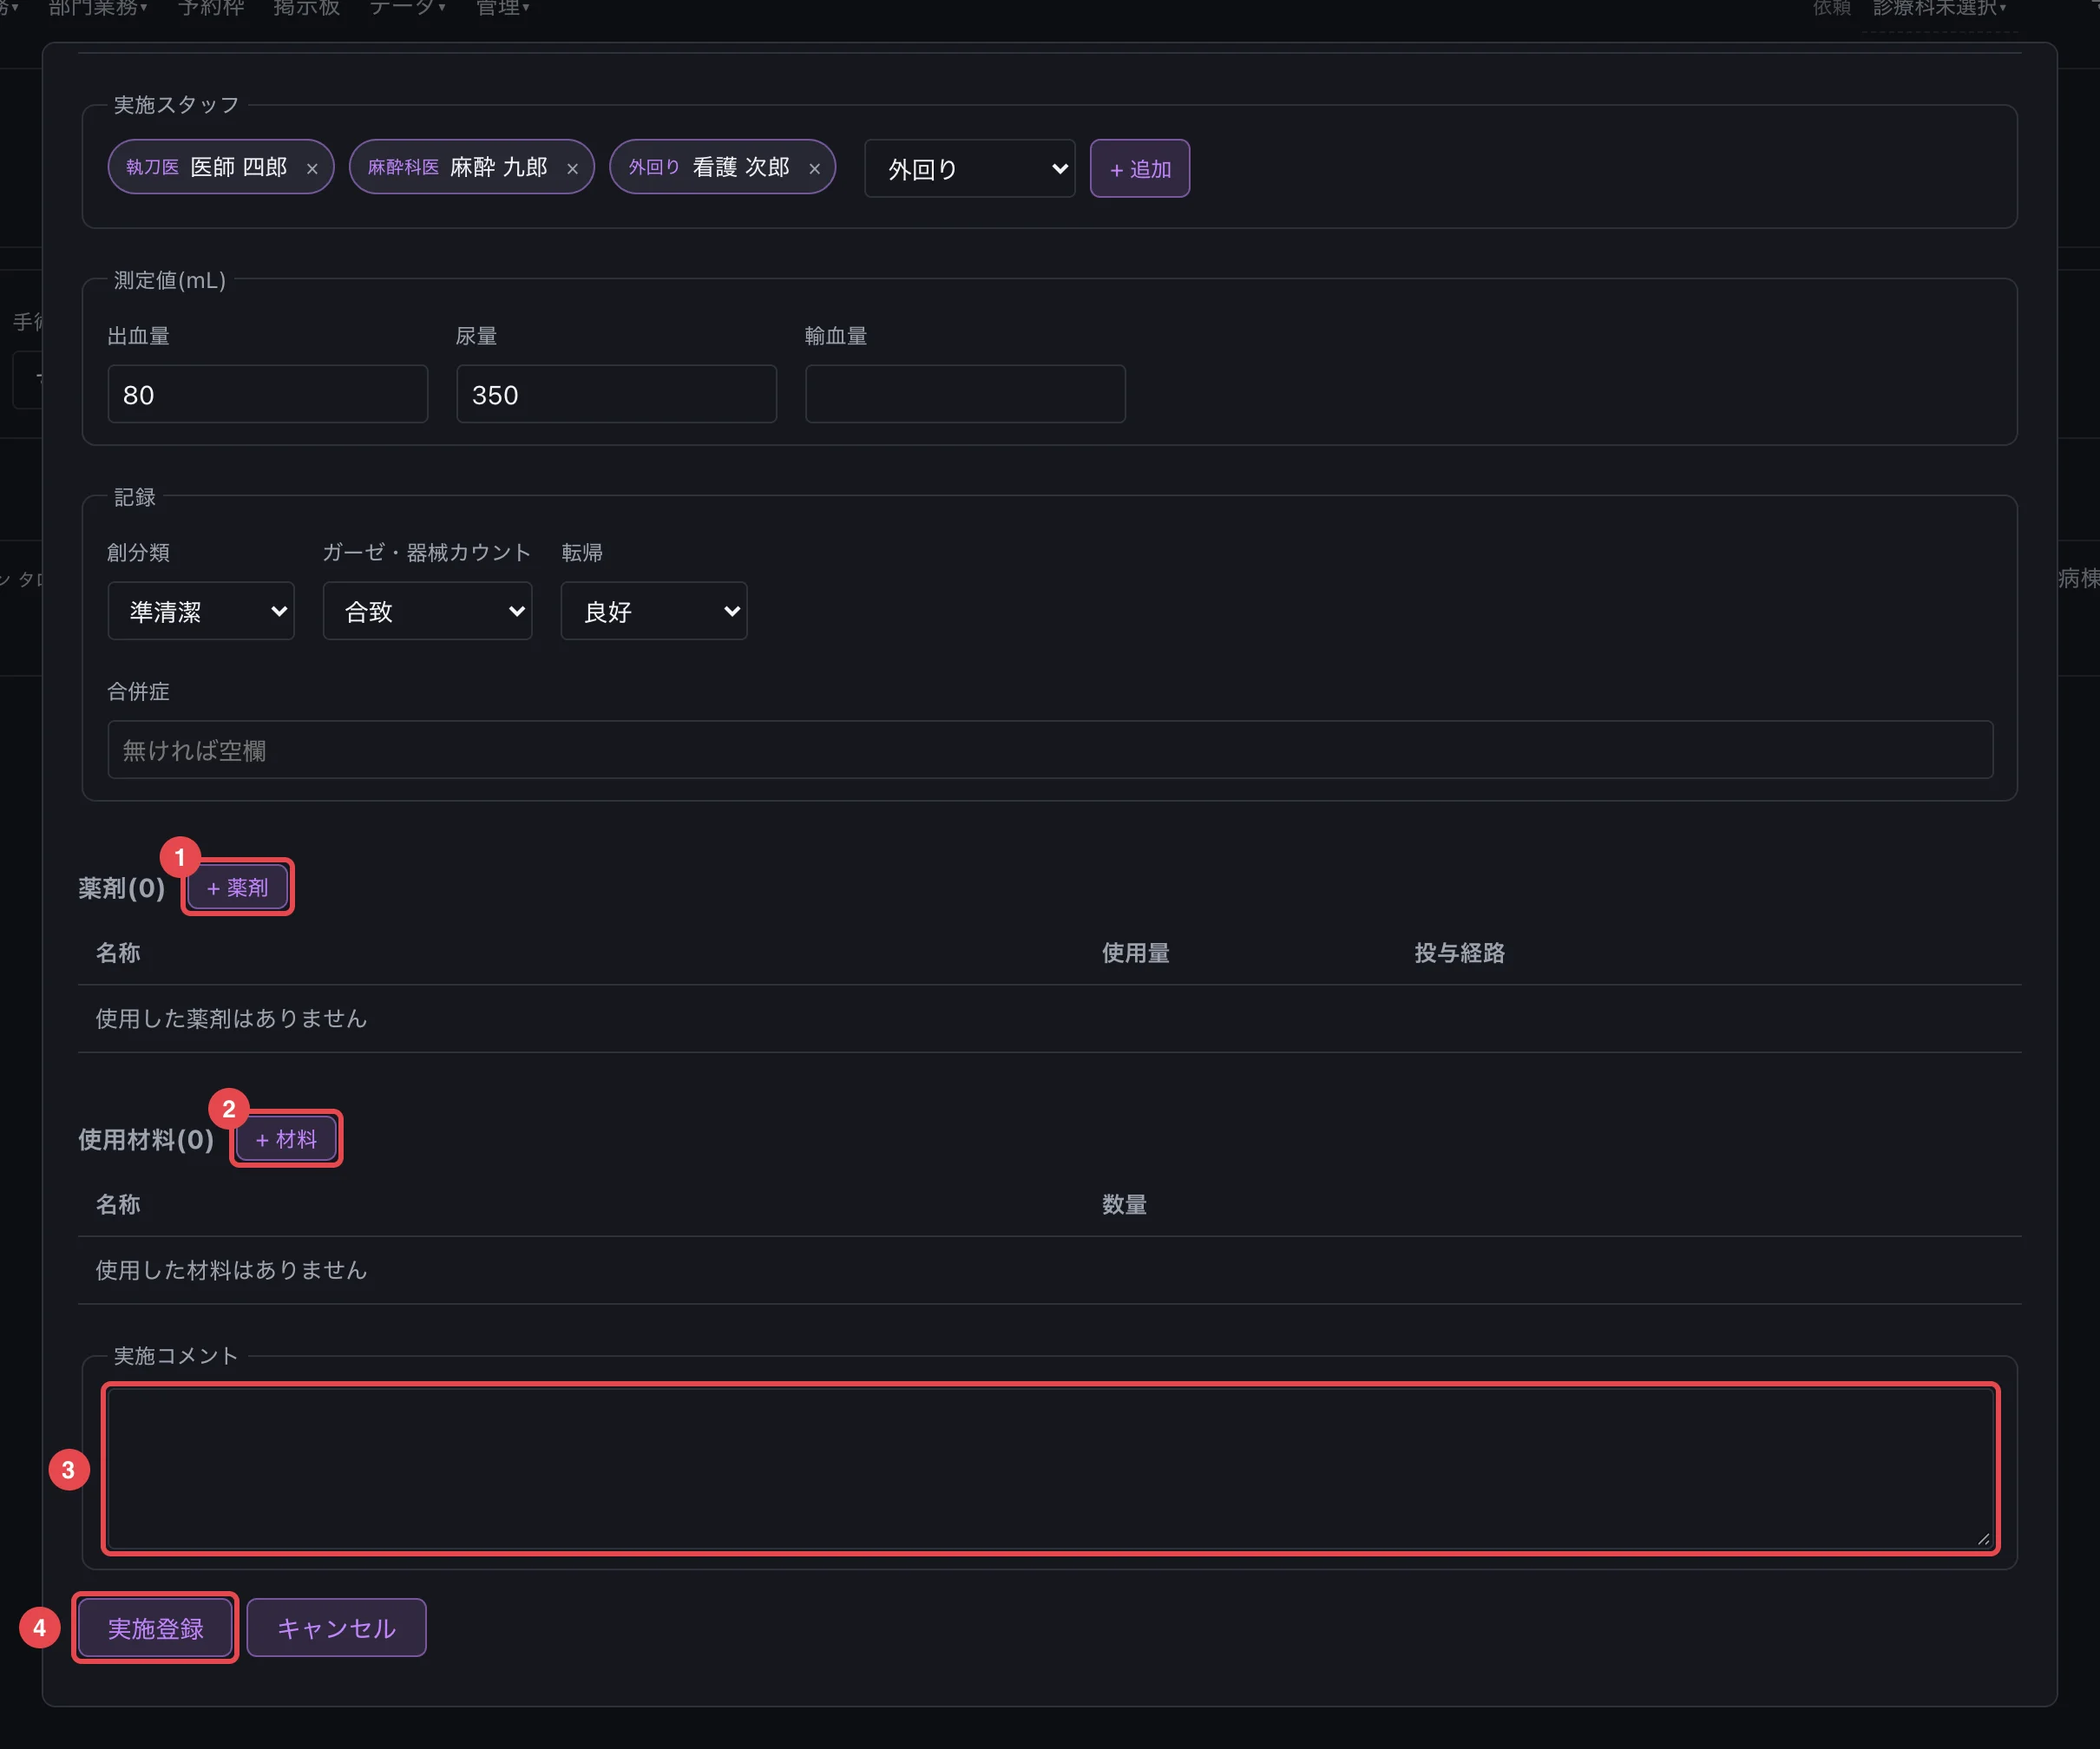 部門業務▾ 予約枠 掲示板 データ▾ 管理▾ 依頼 診療科未選択▾
実施スタッフ
執刀医 医師 四郎 × 麻酔科医 麻酔 九郎 × 外回り 看護 次郎 × 外回り + 追加
測定値(mL)
出血量 尿量 輸血量
80 350
記録
創分類 ガーゼ・器械カウント 転帰
準清潔 合致 良好
合併症
無ければ空欄
1
薬剤(0) + 薬剤
名称 使用量 投与経路
使用した薬剤はありません
2
使用材料(0) + 材料
名称 数量
使用した材料はありません
実施コメント
3
4 実施登録 キャンセル
病棟